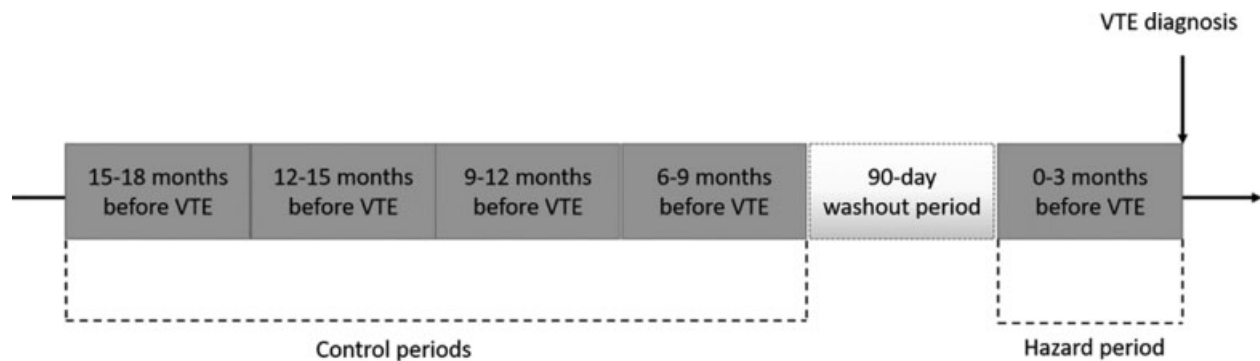 VTE diagnosis
15-18 months
before VTE
12-15 months
before VTE
9-12 months
before VTE
6-9 months
before VTE
90-day
washout period
0-3 months
before VTE
Control periods
Hazard period